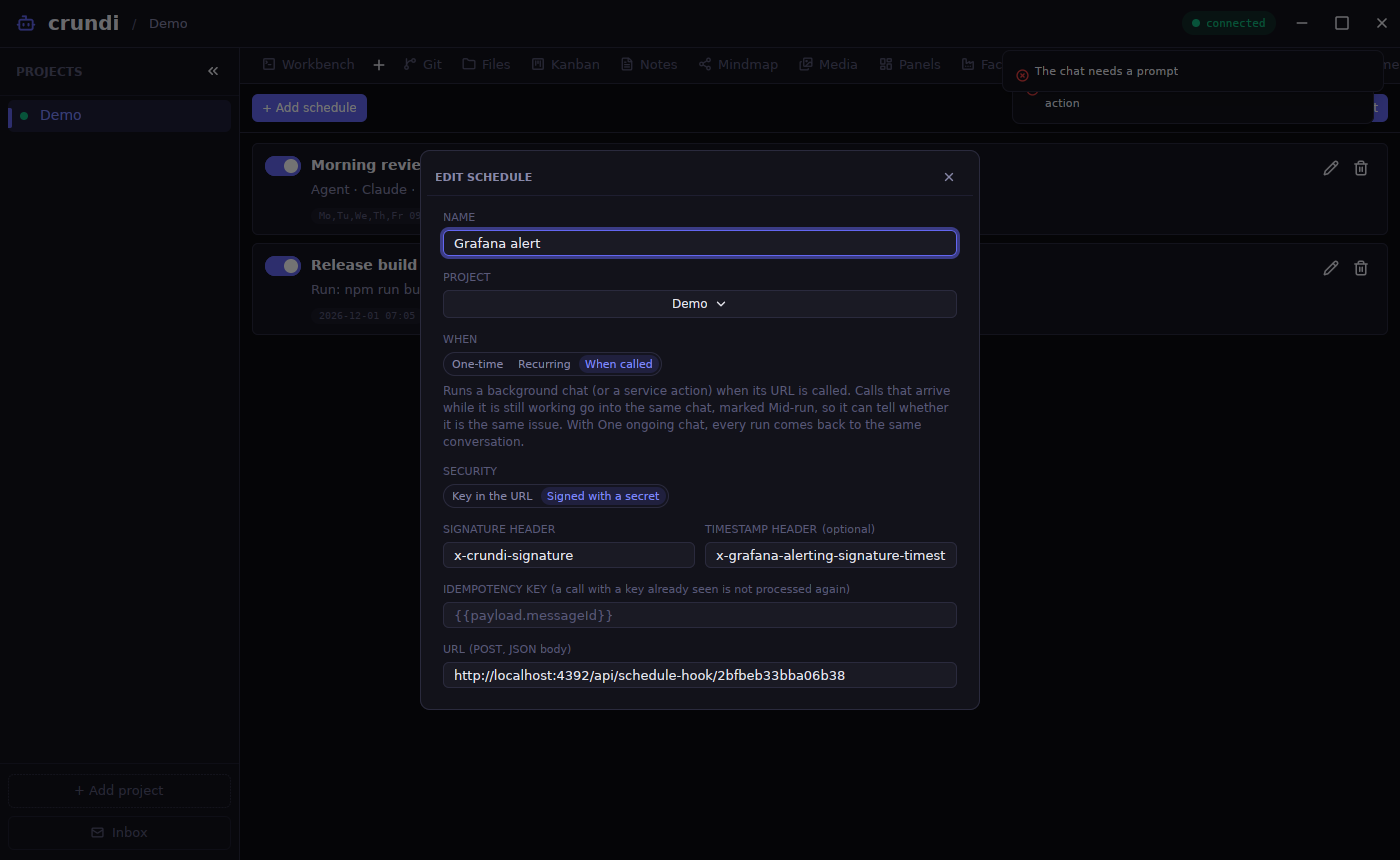 crundi / Demo
connected
PROJECTS
Workbench + Git Files Kanban Notes Mindmap Media Panels Fac
The chat needs a prompt
action
Demo
+ Add schedule
Morning revie
Agent · Claude ·
Mo,Tu,We,Th,Fr 09
Release build
Run: npm run bu
2026-12-01 07:05
EDIT SCHEDULE
NAME
Grafana alert
PROJECT
Demo
WHEN
One-time Recurring When called
Runs a background chat (or a service action) when its URL is called. Calls that arrive
while it is still working go into the same chat, marked Mid-run, so it can tell whether
it is the same issue. With One ongoing chat, every run comes back to the same
conversation.
SECURITY
Key in the URL Signed with a secret
SIGNATURE HEADER TIMESTAMP HEADER (optional)
x-crundi-signature x-grafana-alerting-signature-timest
IDEMPOTENCY KEY (a call with a key already seen is not processed again)
{{payload.messageId}}
URL (POST, JSON body)
http://localhost:4392/api/schedule-hook/2bfbeb33bba06b38
+ Add project
Inbox